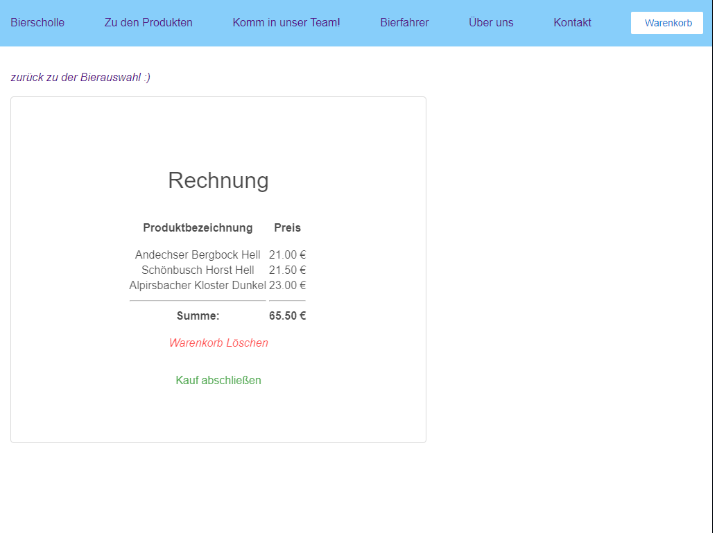 Bierscholle Zu den Produkten Komm in unser Team! Bierfahrer Über uns Kontakt Warenkorb
zurück zu der Bierauswahl :)
Rechnung
Produktbezeichnung Preis
Andechser Bergbock Hell 21.00 €
Schönbusch Horst Hell 21.50 €
Alpirsbacher Kloster Dunkel 23.00 €
Summe: 65.50 €
Warenkorb Löschen
Kauf abschließen